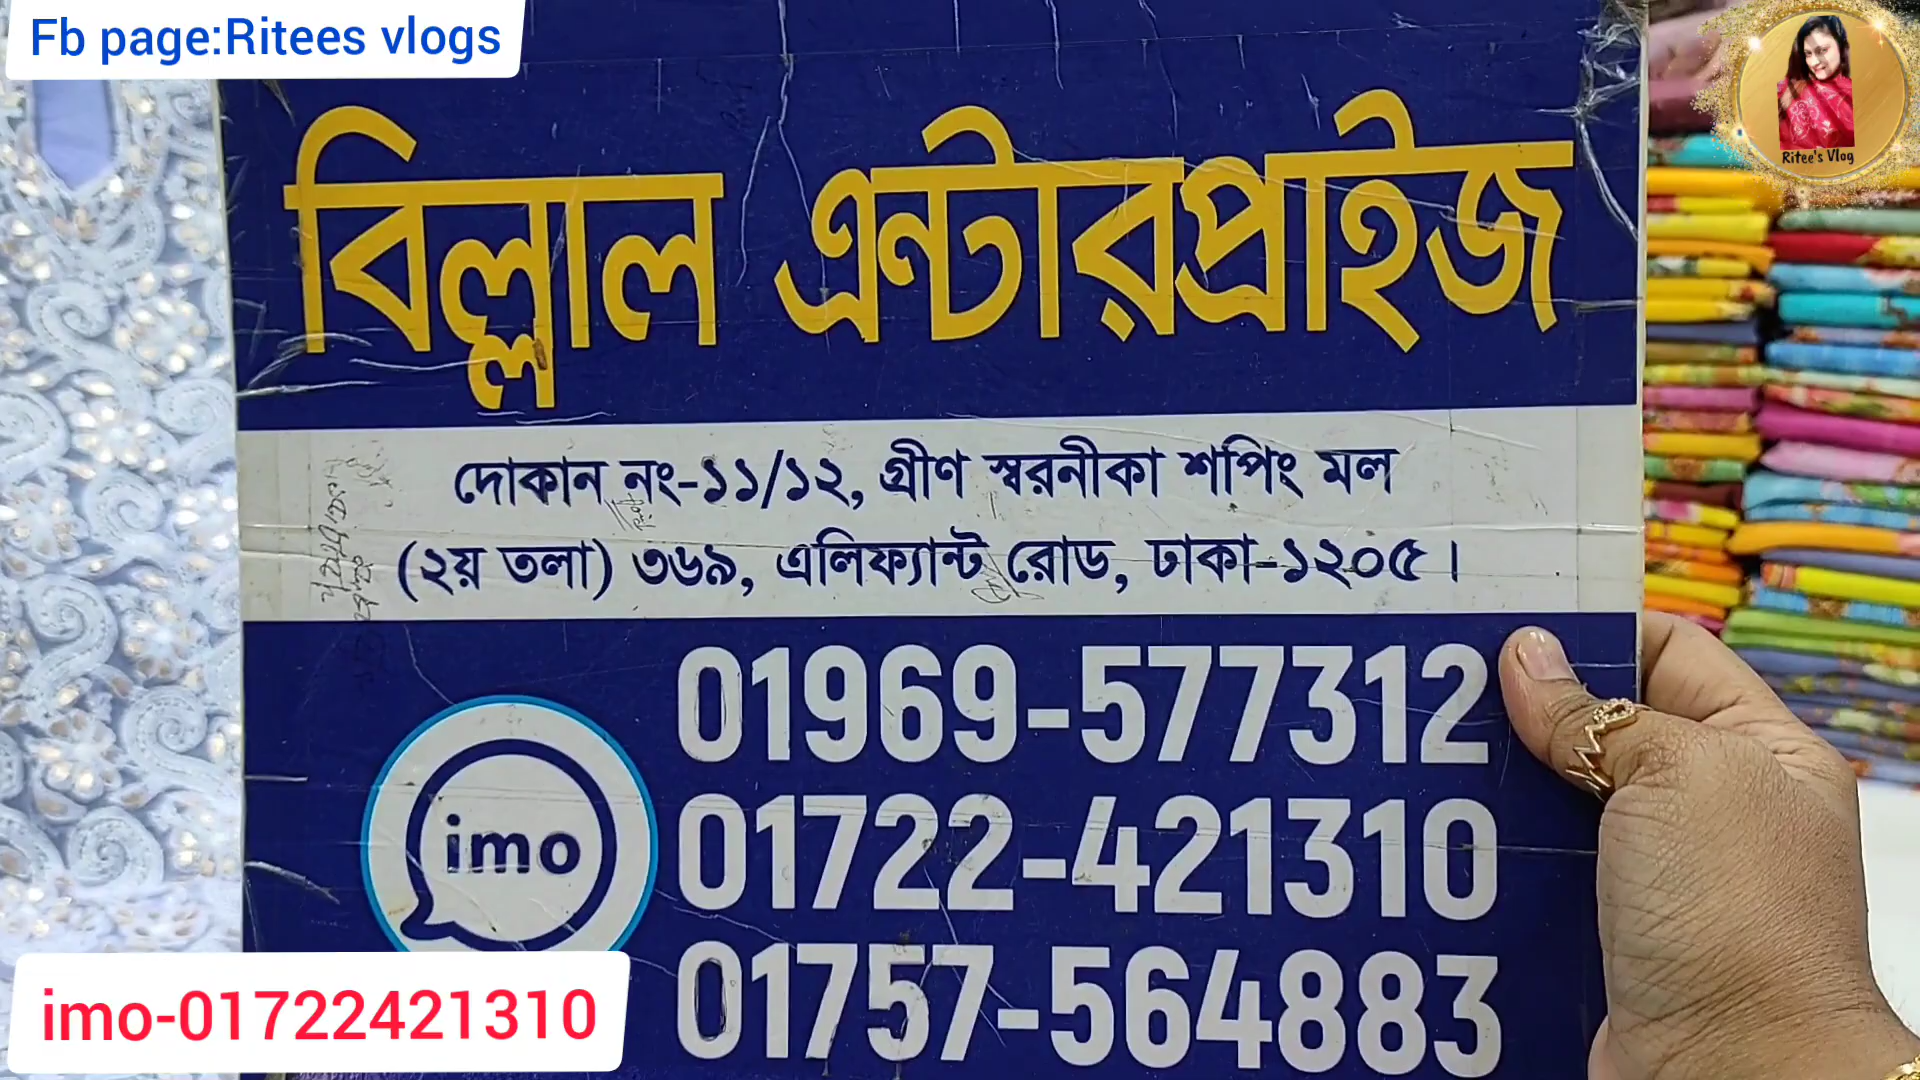 Fb page:Ritees vlogs
Ritee's Vlog
বিল্লাল এন্টারপ্রাইজ
দোকান নং-১১/১২, গ্রীণ স্বরনীকা শপিং মল
(২য় তলা) ৩৬৯, এলিফ্যান্ট রোড, ঢাকা-১২০৫।
imo
01969-577312
01722-421310
01757-564883
imo-01722421310